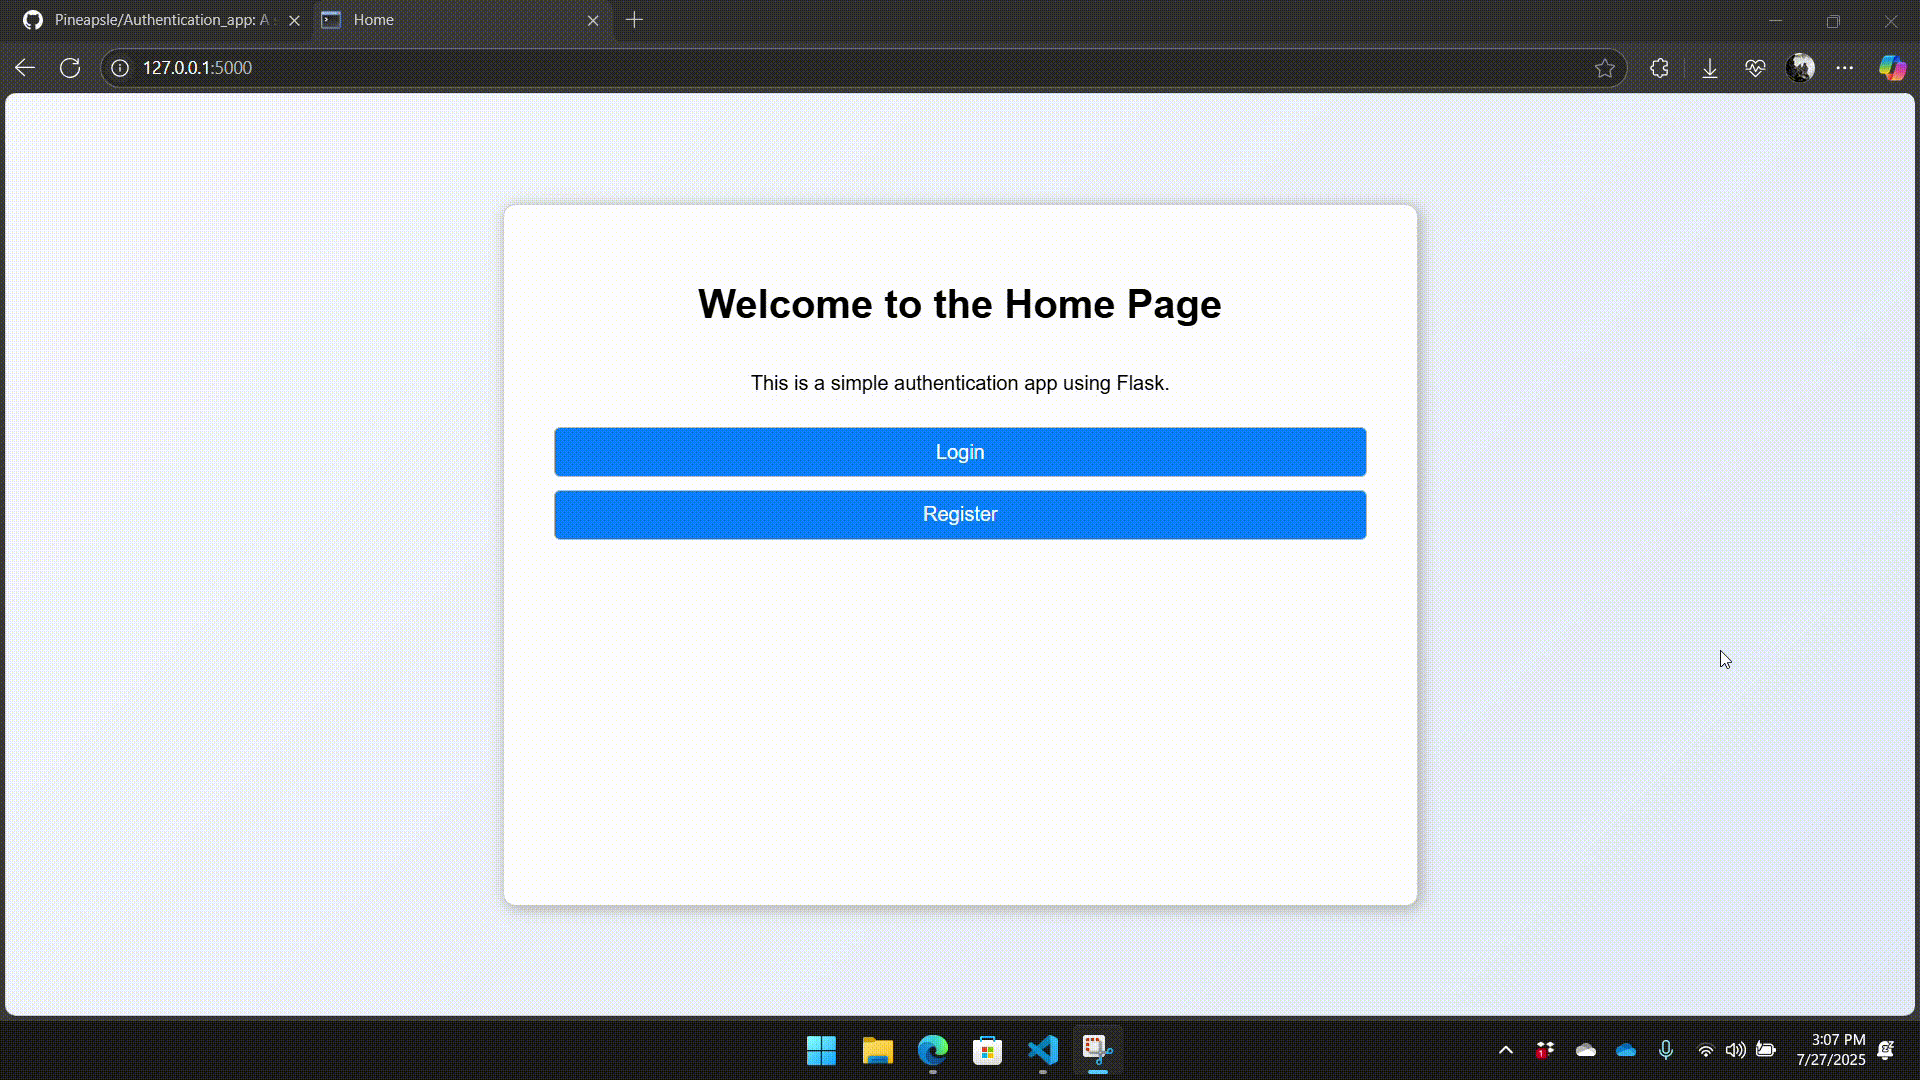 Pineapsle/Authentication_app: A
Home
127.0.0.1:5000
Welcome to the Home Page
This is a simple authentication app using Flask.
Login
Register
1
3:07 PM
7/27/2025